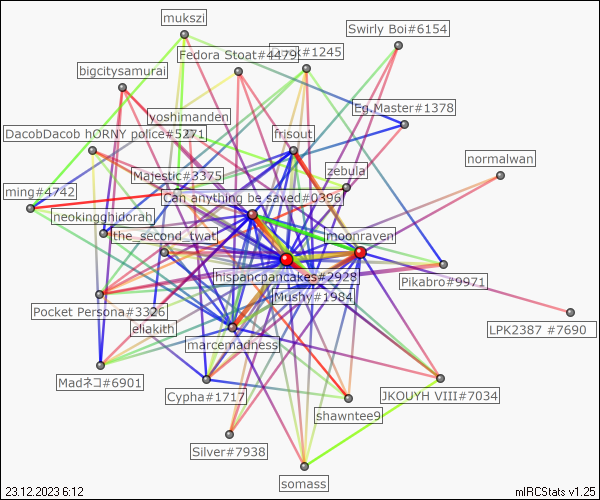 mukszi
Swirly Boi#6154
Fedora Stoat#4479
k#1245
bigcitysamurai
Eg.Master#1378
yoshimanden
DacobDacob hORNY police#5271
frisout
normalwan
zebula
Majestic#3375
ming#4742
Can anything be saved#0396
neokingghidorah
the_second_twat
moonraven
hispancpancakes#2928
Pikabro#9971
Mushy#1984
Pocket Persona#3326
LPK2387 #7690
eliakith
marcemadness
Madネコ#6901
Cypha#1717
JKOUYH VIII#7034
shawntee9
Silver#7938
somass
23.12.2023 6:12
mIRCStats v1.25